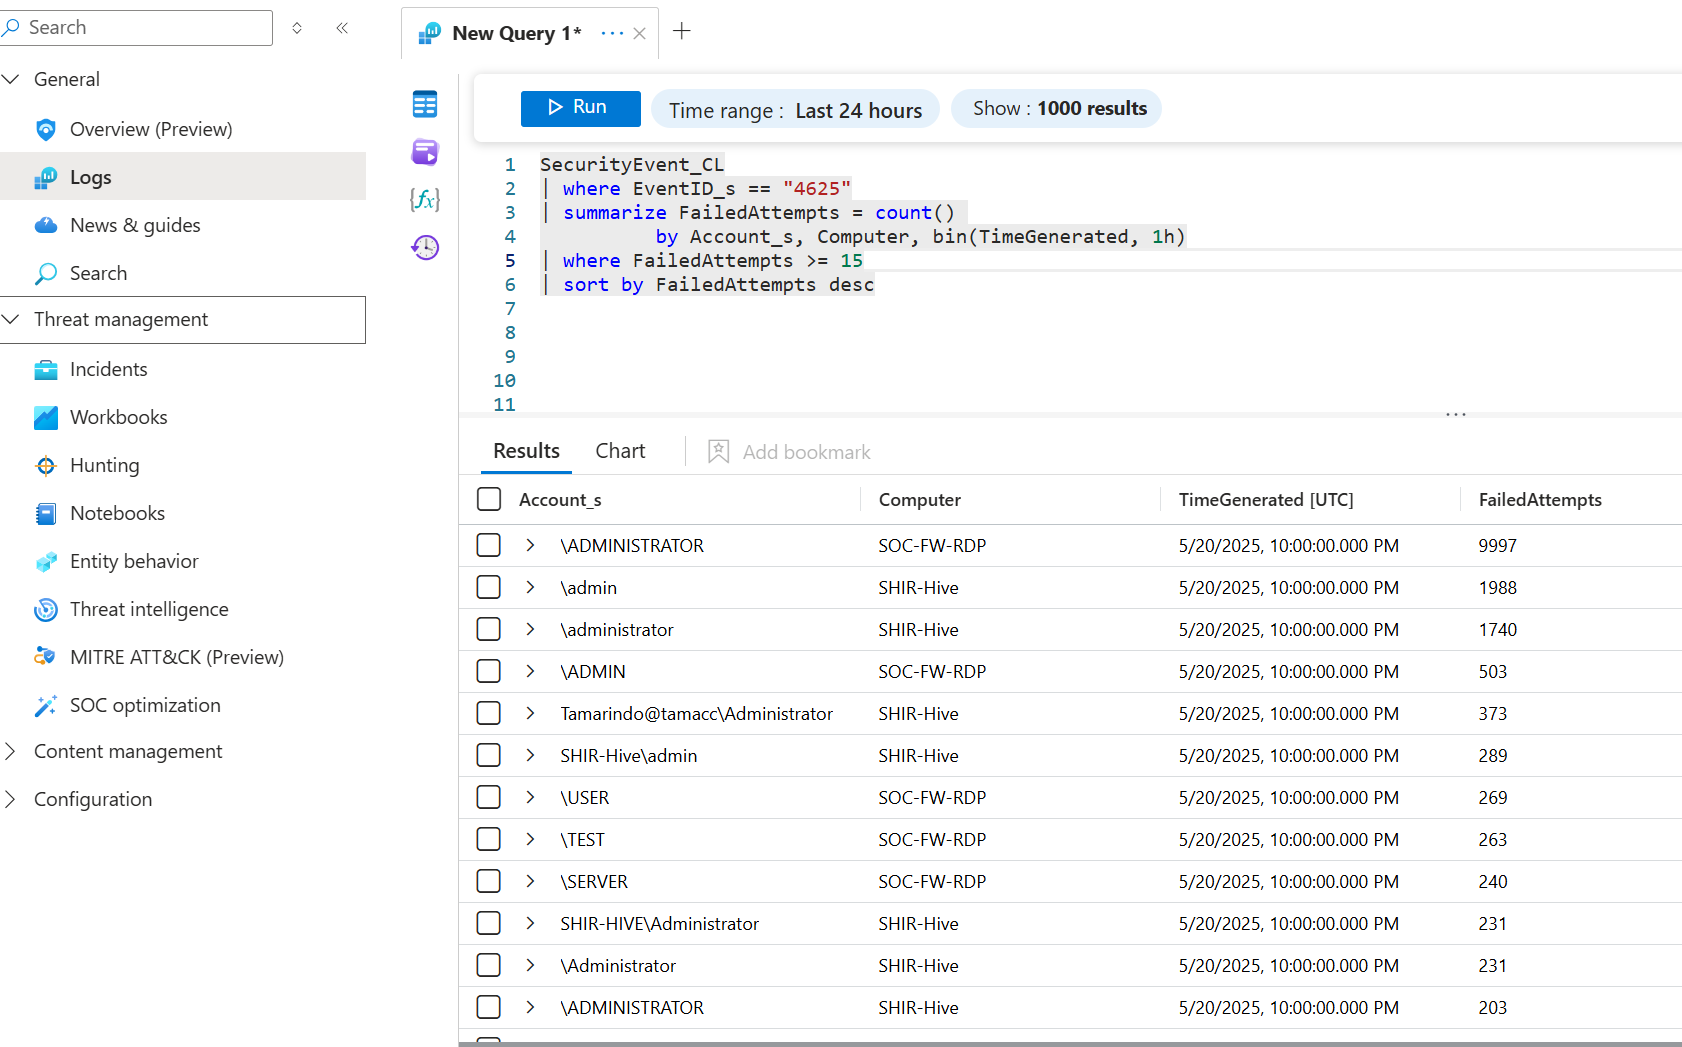 Search
General
Overview (Preview)
Logs
News & guides
Search
Threat management
Incidents
Workbooks
Hunting
Notebooks
Entity behavior
Threat intelligence
MITRE ATT&CK (Preview)
SOC optimization
Content management
Configuration
New Query 1* ···
Run Time range : Last 24 hours Show : 1000 results
1 SecurityEvent_CL
2 | where EventID_s == "4625"
3 | summarize FailedAttempts = count()
4 by Account_s, Computer, bin(TimeGenerated, 1h)
5 | where FailedAttempts >= 15
6 | sort by FailedAttempts desc
7
8
9
10
11
Results Chart Add bookmark
Account_s Computer TimeGenerated [UTC] FailedAttempts
\ADMINISTRATOR SOC-FW-RDP 5/20/2025, 10:00:00.000 PM 9997
\admin SHIR-Hive 5/20/2025, 10:00:00.000 PM 1988
\administrator SHIR-Hive 5/20/2025, 10:00:00.000 PM 1740
\ADMIN SOC-FW-RDP 5/20/2025, 10:00:00.000 PM 503
Tamarindo@tamacc\Administrator SHIR-Hive 5/20/2025, 10:00:00.000 PM 373
SHIR-Hive\admin SHIR-Hive 5/20/2025, 10:00:00.000 PM 289
\USER SOC-FW-RDP 5/20/2025, 10:00:00.000 PM 269
\TEST SOC-FW-RDP 5/20/2025, 10:00:00.000 PM 263
\SERVER SOC-FW-RDP 5/20/2025, 10:00:00.000 PM 240
SHIR-HIVE\Administrator SHIR-Hive 5/20/2025, 10:00:00.000 PM 231
\Administrator SHIR-Hive 5/20/2025, 10:00:00.000 PM 231
\ADMINISTRATOR SHIR-Hive 5/20/2025, 10:00:00.000 PM 203